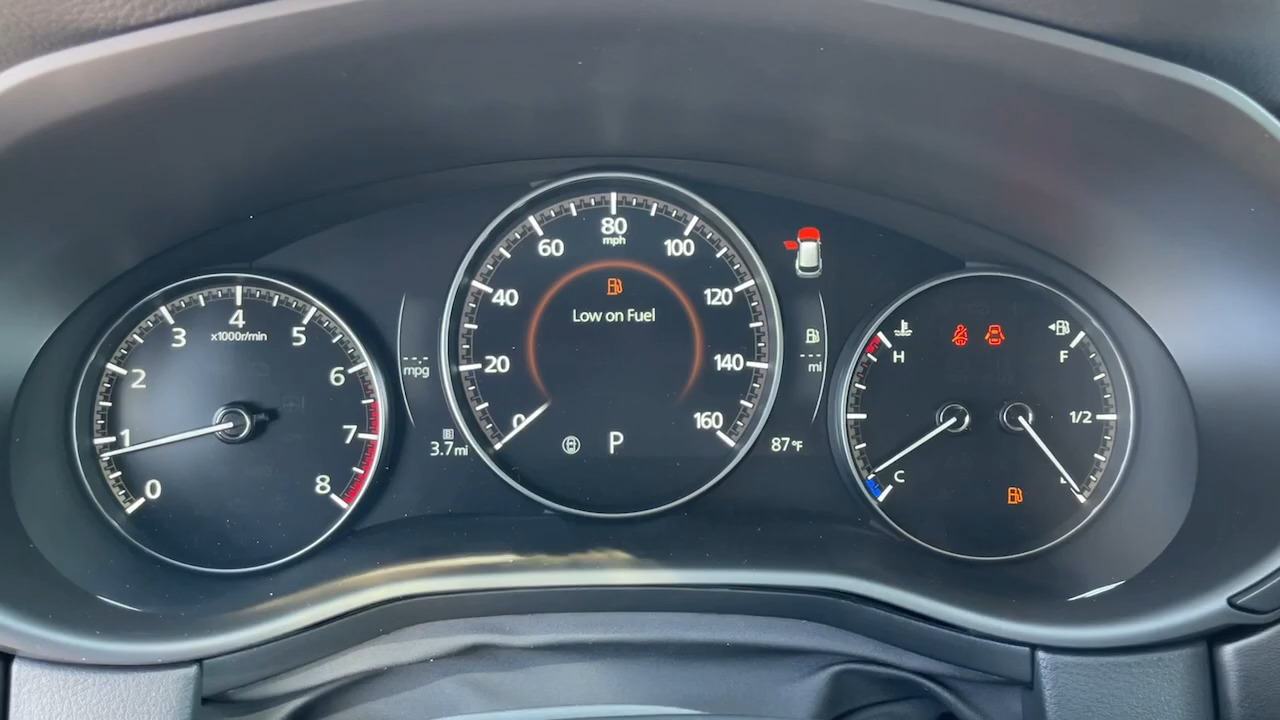 0
1
2
3
4
5
6
7
8
x1000r/min
--- mpg
3.7mi
0
20
40
60
80
100
120
140
160
mph
Low on Fuel
P
--- mi
87°F
H
C
F
1/2